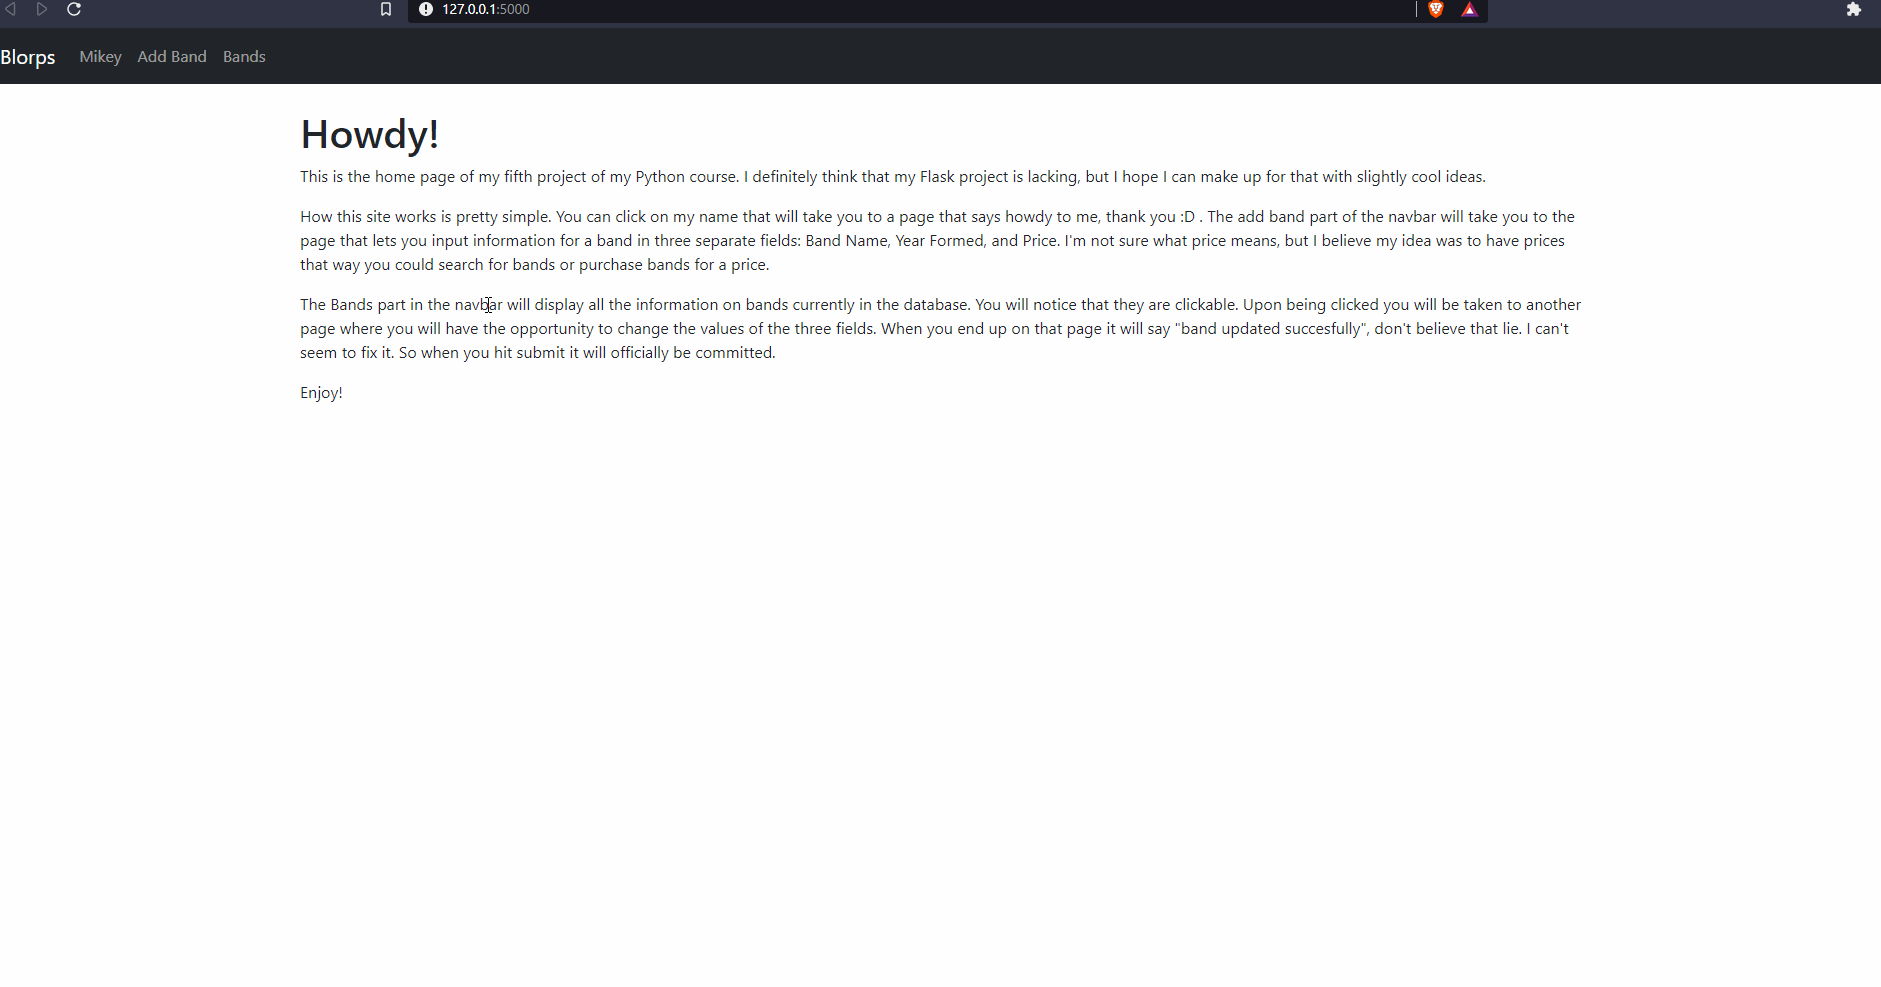 127.0.0.1:5000
Blorps Mikey Add Band Bands
Howdy!
This is the home page of my fifth project of my Python course. I definitely think that my Flask project is lacking, but I hope I can make up for that with slightly cool ideas.
How this site works is pretty simple. You can click on my name that will take you to a page that says howdy to me, thank you :D . The add band part of the navbar will take you to the
page that lets you input information for a band in three separate fields: Band Name, Year Formed, and Price. I'm not sure what price means, but I believe my idea was to have prices
that way you could search for bands or purchase bands for a price.
The Bands part in the navbar will display all the information on bands currently in the database. You will notice that they are clickable. Upon being clicked you will be taken to another
page where you will have the opportunity to change the values of the three fields. When you end up on that page it will say "band updated succesfully", don't believe that lie. I can't
seem to fix it. So when you hit submit it will officially be committed.
Enjoy!